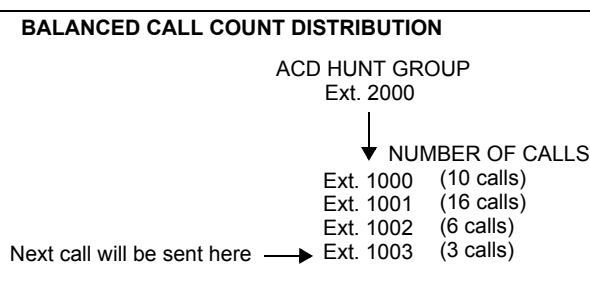 BALANCED CALL COUNT DISTRIBUTION
ACD HUNT GROUP
Ext. 2000
NUMBER OF CALLS
Ext. 1000 (10 calls)
Ext. 1001 (16 calls)
Ext. 1002 (6 calls)
Next call will be sent here Ext. 1003 (3 calls)